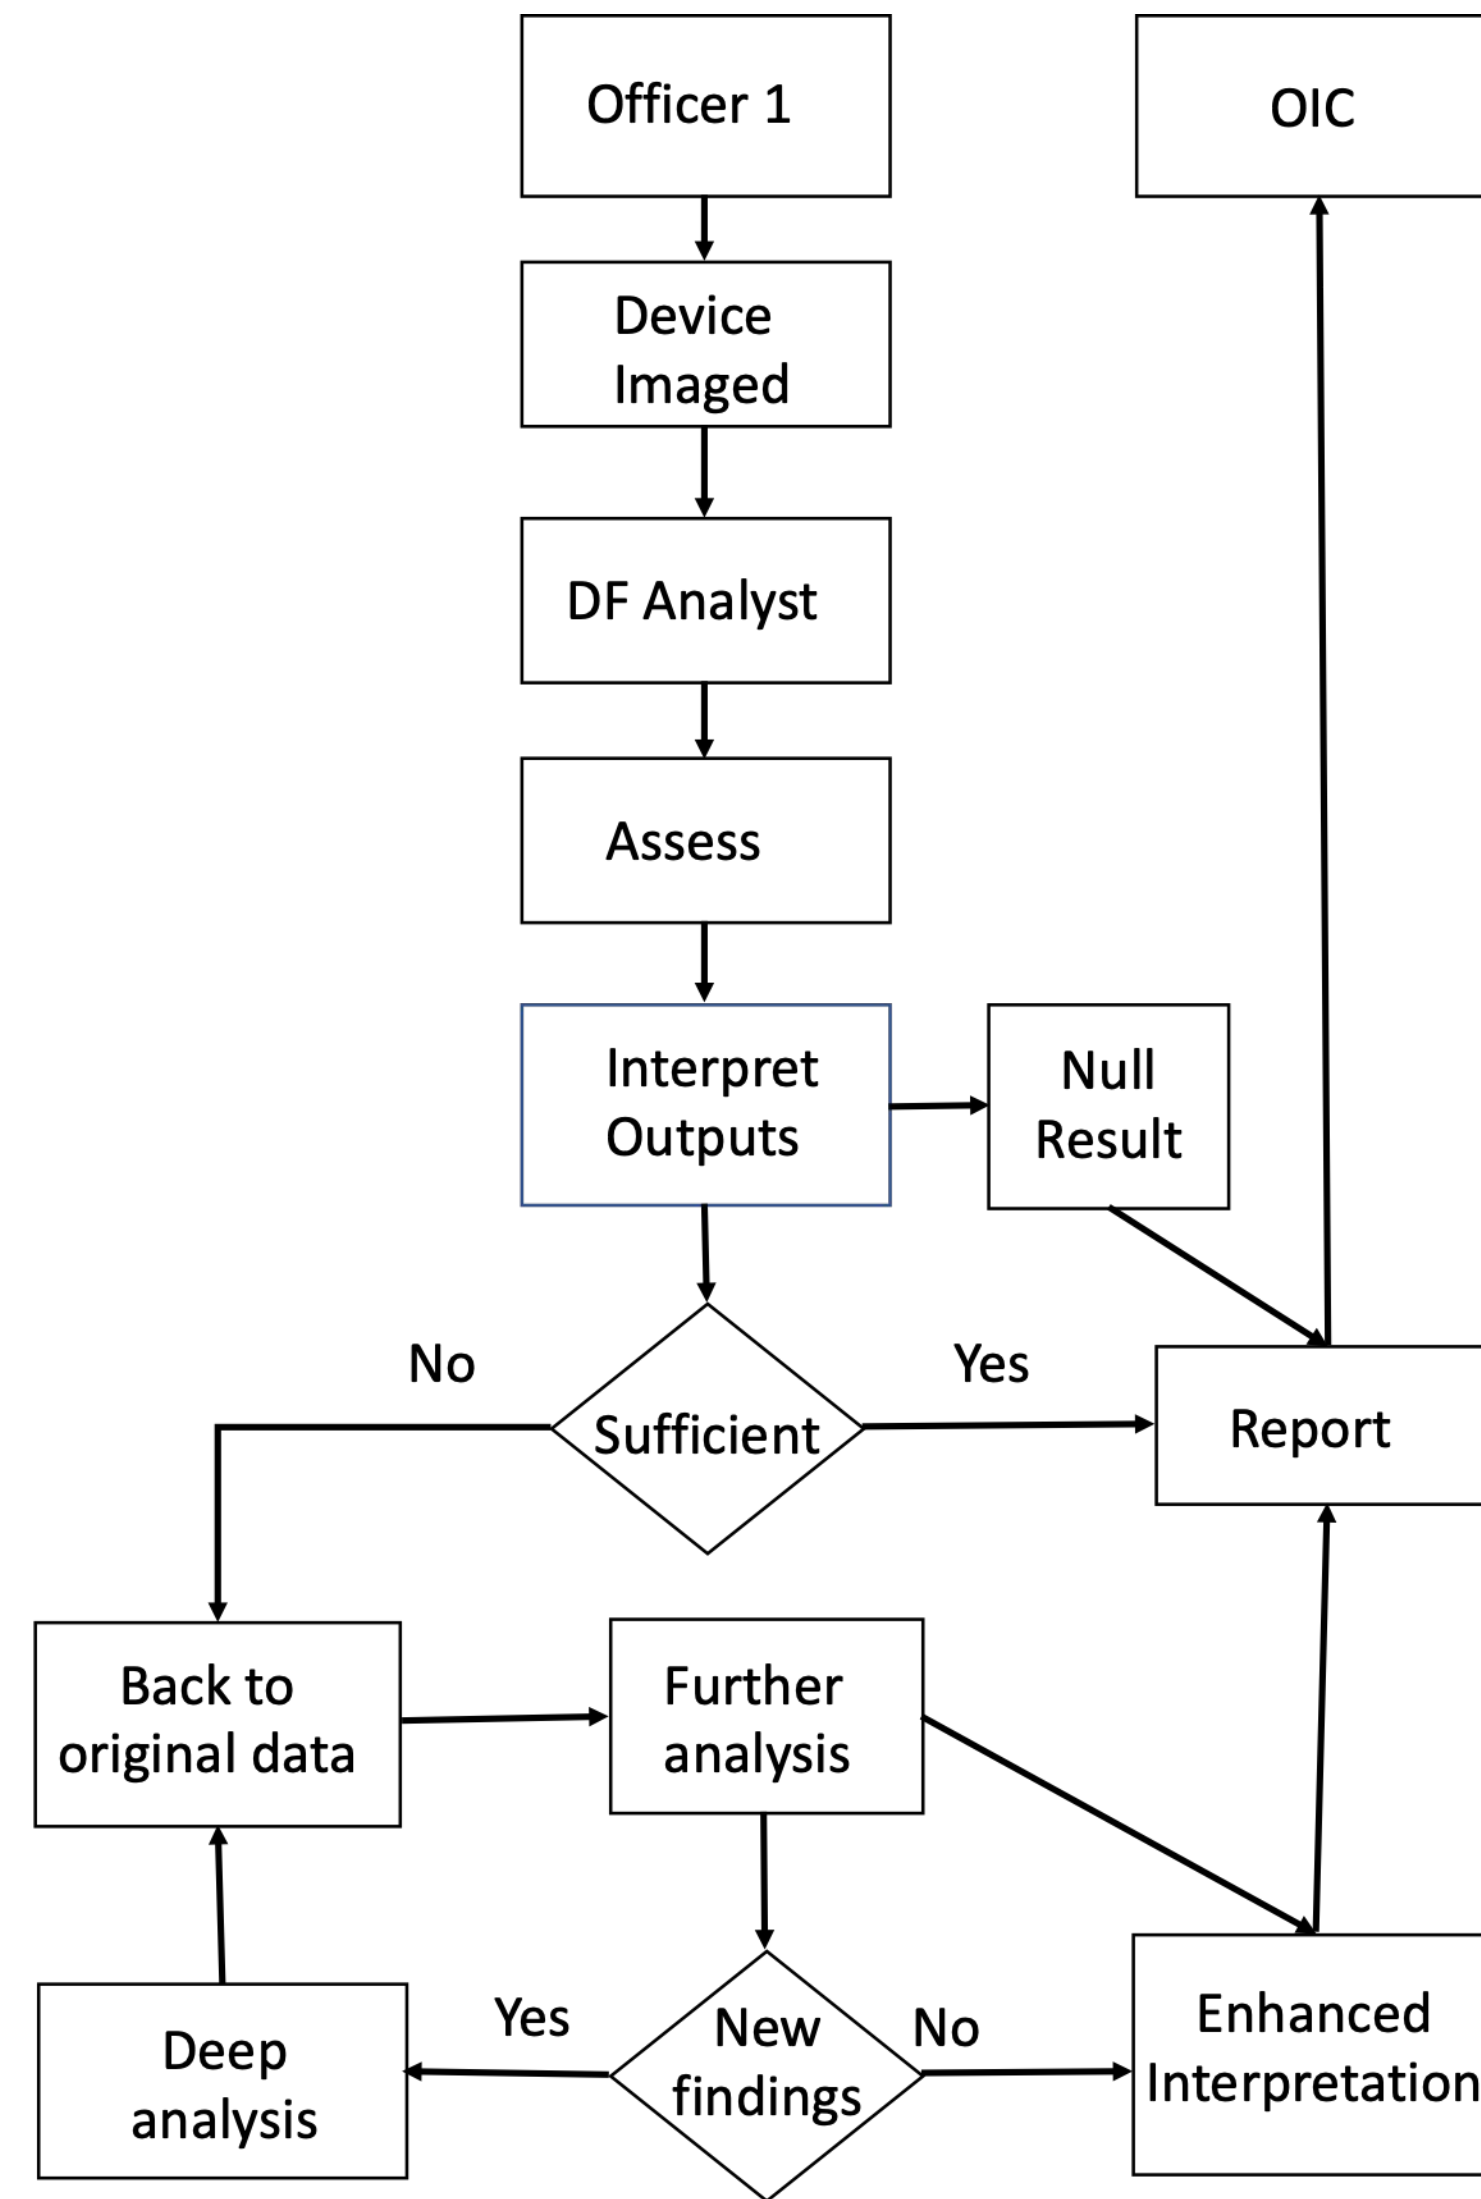 Officer 1
OIC
Device
Imaged
DF Analyst
Assess
Interpret
Outputs
Null
Result
No
Yes
Sufficient
Report
Back to
original data
Further
analysis
Deep
analysis
Yes
New
findings
No
Enhanced
Interpretation